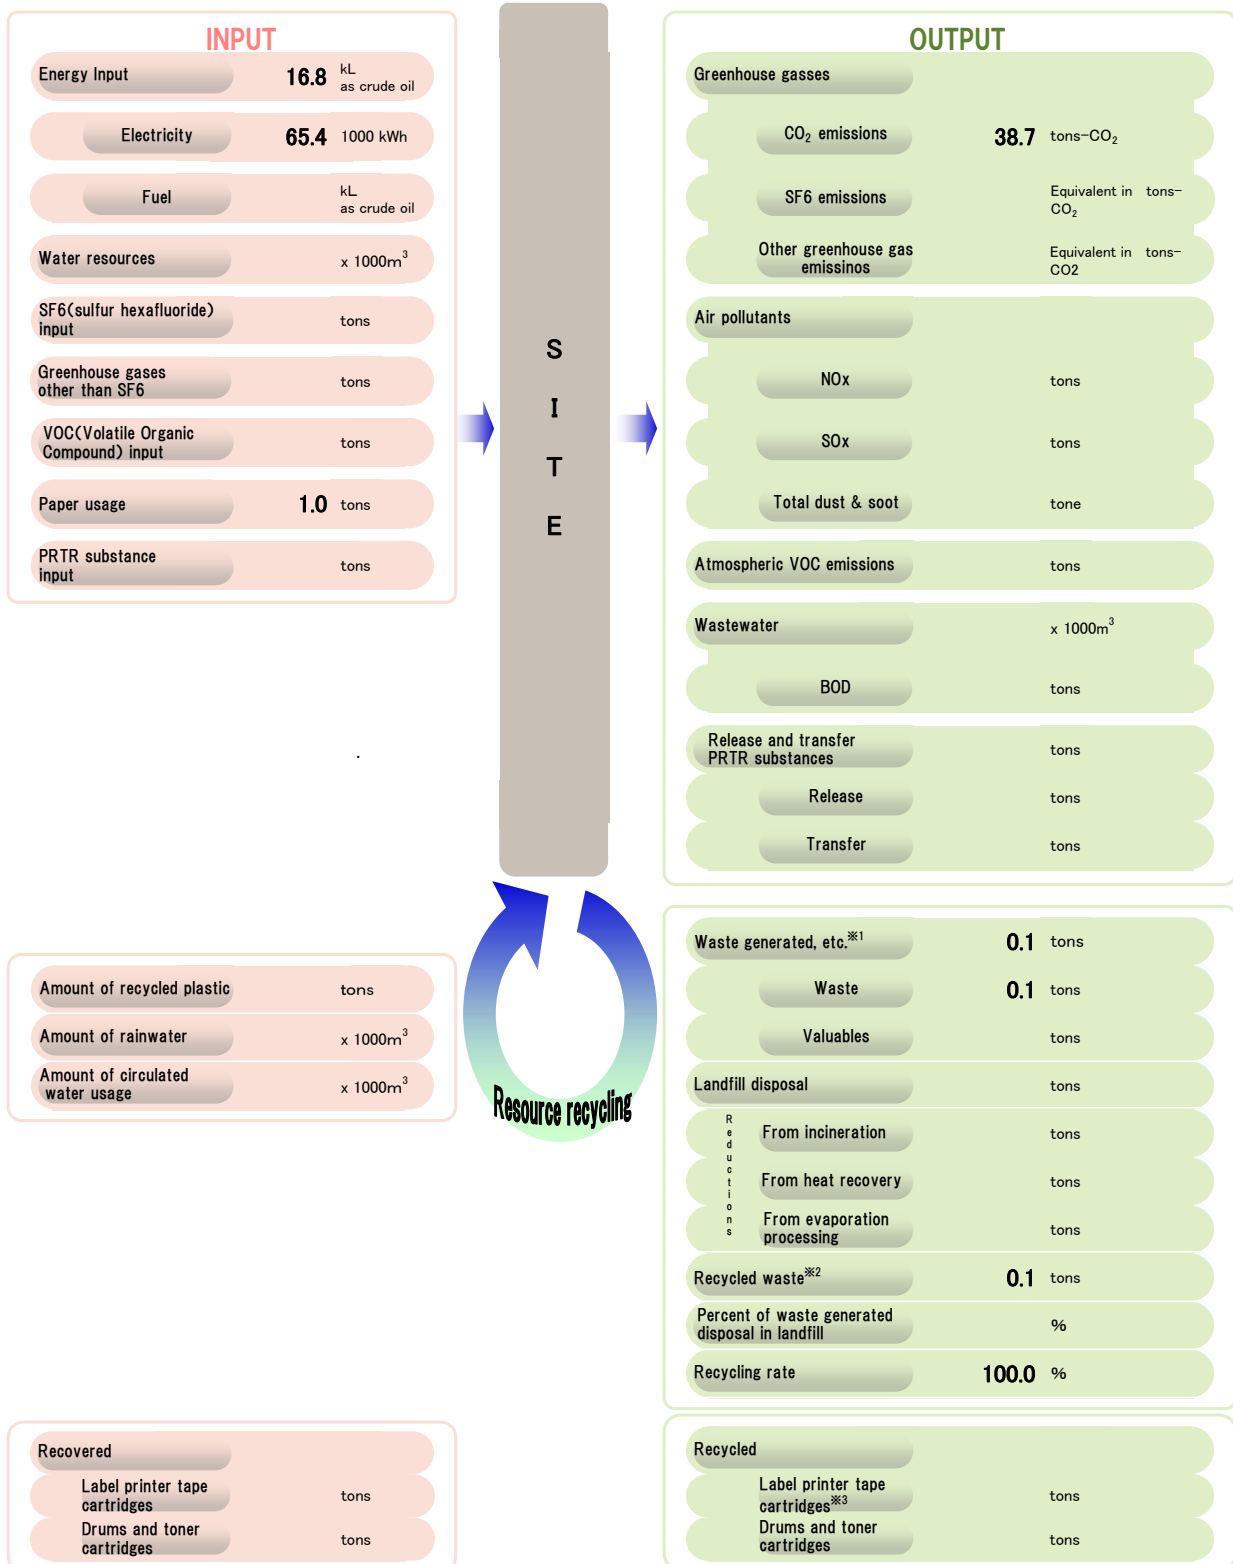 INPUT
Energy Input 16.8 kL
as crude oil
Electricity 65.4 1000 kWh
Fuel kL
as crude oil
Water resources x 1000m³
SF6(sulfur hexafluoride)
input tons
Greenhouse gases
other than SF6 tons
VOC(Volatile Organic
Compound) input tons
Paper usage 1.0 tons
PRTR substance
input tons
S
I
T
E
OUTPUT
Greenhouse gasses
CO₂ emissions 38.7 tons-CO₂
SF6 emissions Equivalent in tons-
CO₂
Other greenhouse gas
emissinos Equivalent in tons-
CO2
Air pollutants
NOx tons
SOx tons
Total dust & soot tone
Atmospheric VOC emissions tons
Wastewater x 1000m³
BOD tons
Release and transfer
PRTR substances tons
Release tons
Transfer tons
Amount of recycled plastic tons
Amount of rainwater x 1000m³
Amount of circulated
water usage x 1000m³
Resource recycling
Waste generated, etc.※1 0.1 tons
Waste 0.1 tons
Valuables tons
Landfill disposal tons
Reductions
From incineration tons
From heat recovery tons
From evaporation
processing tons
Recycled waste※2 0.1 tons
Percent of waste generated
disposal in landfill %
Recycling rate 100.0 %
Recovered
Label printer tape
cartridges tons
Drums and toner
cartridges tons
Recycled
Label printer tape
cartridges※3 tons
Drums and toner
cartridges tons